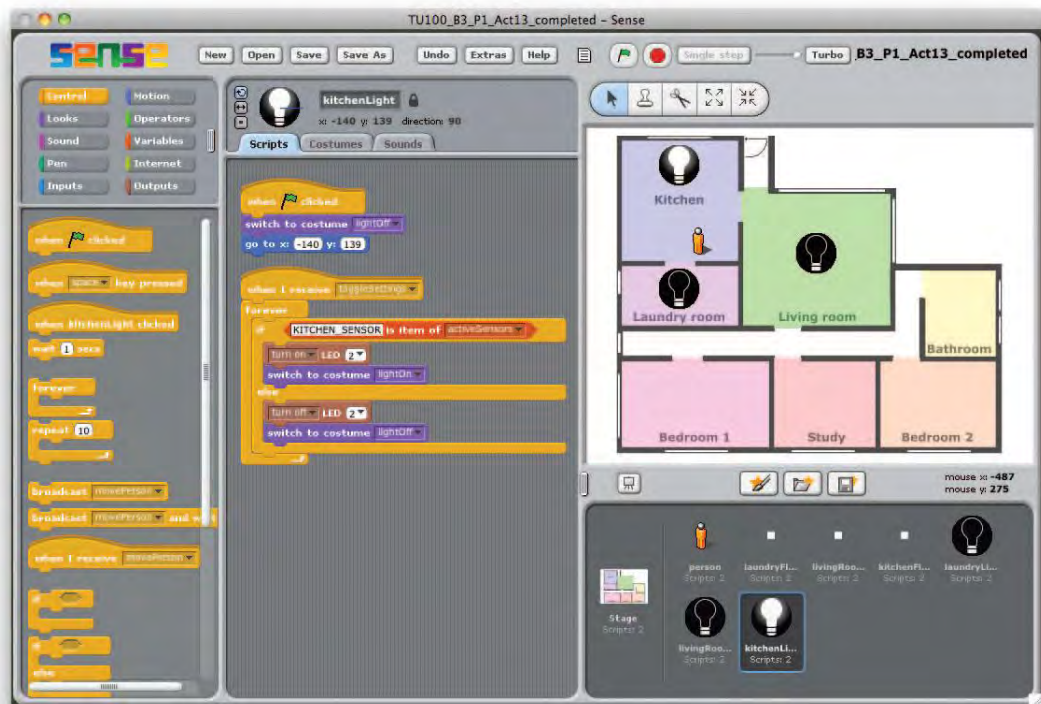 TU100_B3_P1_Act13_completed – Sense
sense
New Open Save Save As Undo Extras Help Single step Turbo B3_P1_Act13_completed
Control Motion
Looks Operators
Sound Variables
Pen Internet
Inputs Outputs
kitchenLight
x: -140 y: 139 direction: 90
Scripts Costumes Sounds
when clicked
when space key pressed
when kitchenLight clicked
wait 1 secs
forever
repeat 10
broadcast movePerson
broadcast movePerson and wait
when I receive movePerson
if
if
else
when clicked
switch to costume lightOff
go to x: -140 y: 139
when I receive toggleSettings
forever
if KITCHEN_SENSOR is item of activeSensors
turn on LED 2
switch to costume lightOn
else
turn off LED 2
switch to costume lightOff
Kitchen
Laundry room
Living room
Bathroom
Bedroom 1
Study
Bedroom 2
mouse x: -487
mouse y: 275
Stage
Scripts: 2
person
Scripts: 2
laundryFl...
Scripts: 2
livingRoo...
Scripts: 2
kitchenFl...
Scripts: 2
laundryLi...
Scripts: 2
livingRoo...
Scripts: 2
kitchenLi...
Scripts: 2